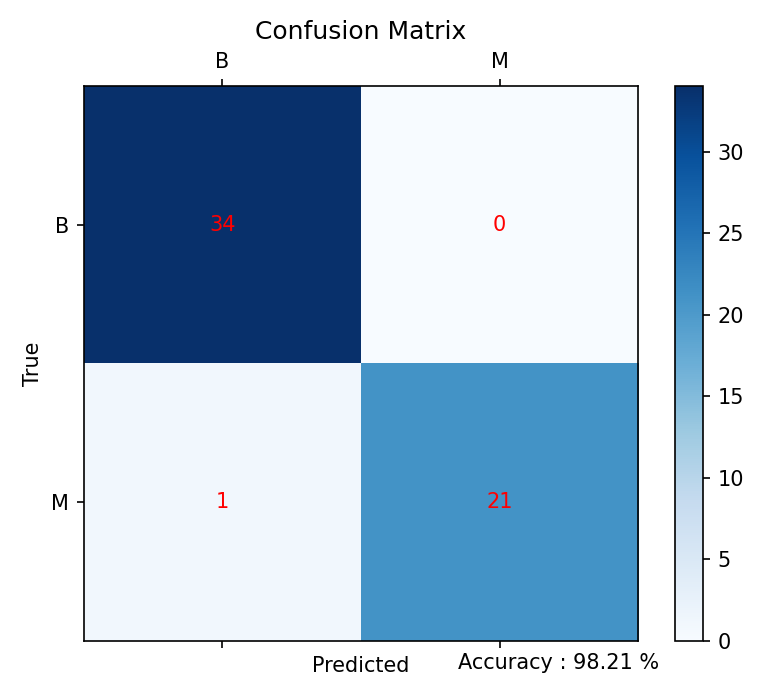 Confusion Matrix
B M
B 34 0
True
M 1 21
Predicted Accuracy : 98.21 %
30
25
20
15
10
5
0